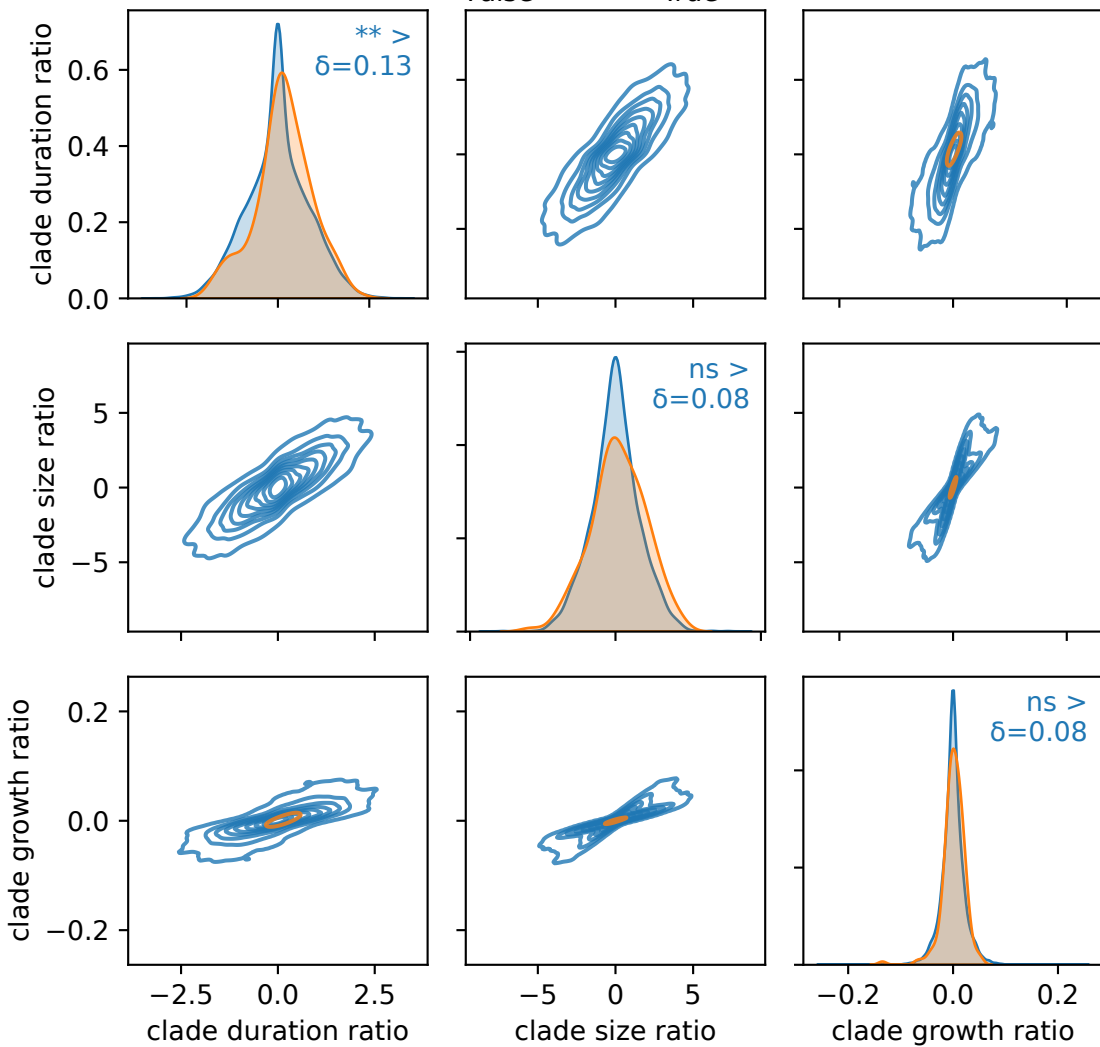 True
clade duration ratio
0.6
0.4
0.2
0.0
** >
δ=0.13
clade size ratio
5
0
−5
ns >
δ=0.08
clade growth ratio
0.2
0.0
−0.2
ns >
δ=0.08
−2.5
0.0
2.5
−5
0
5
−0.2
0.0
0.2
clade duration ratio
clade size ratio
clade growth ratio